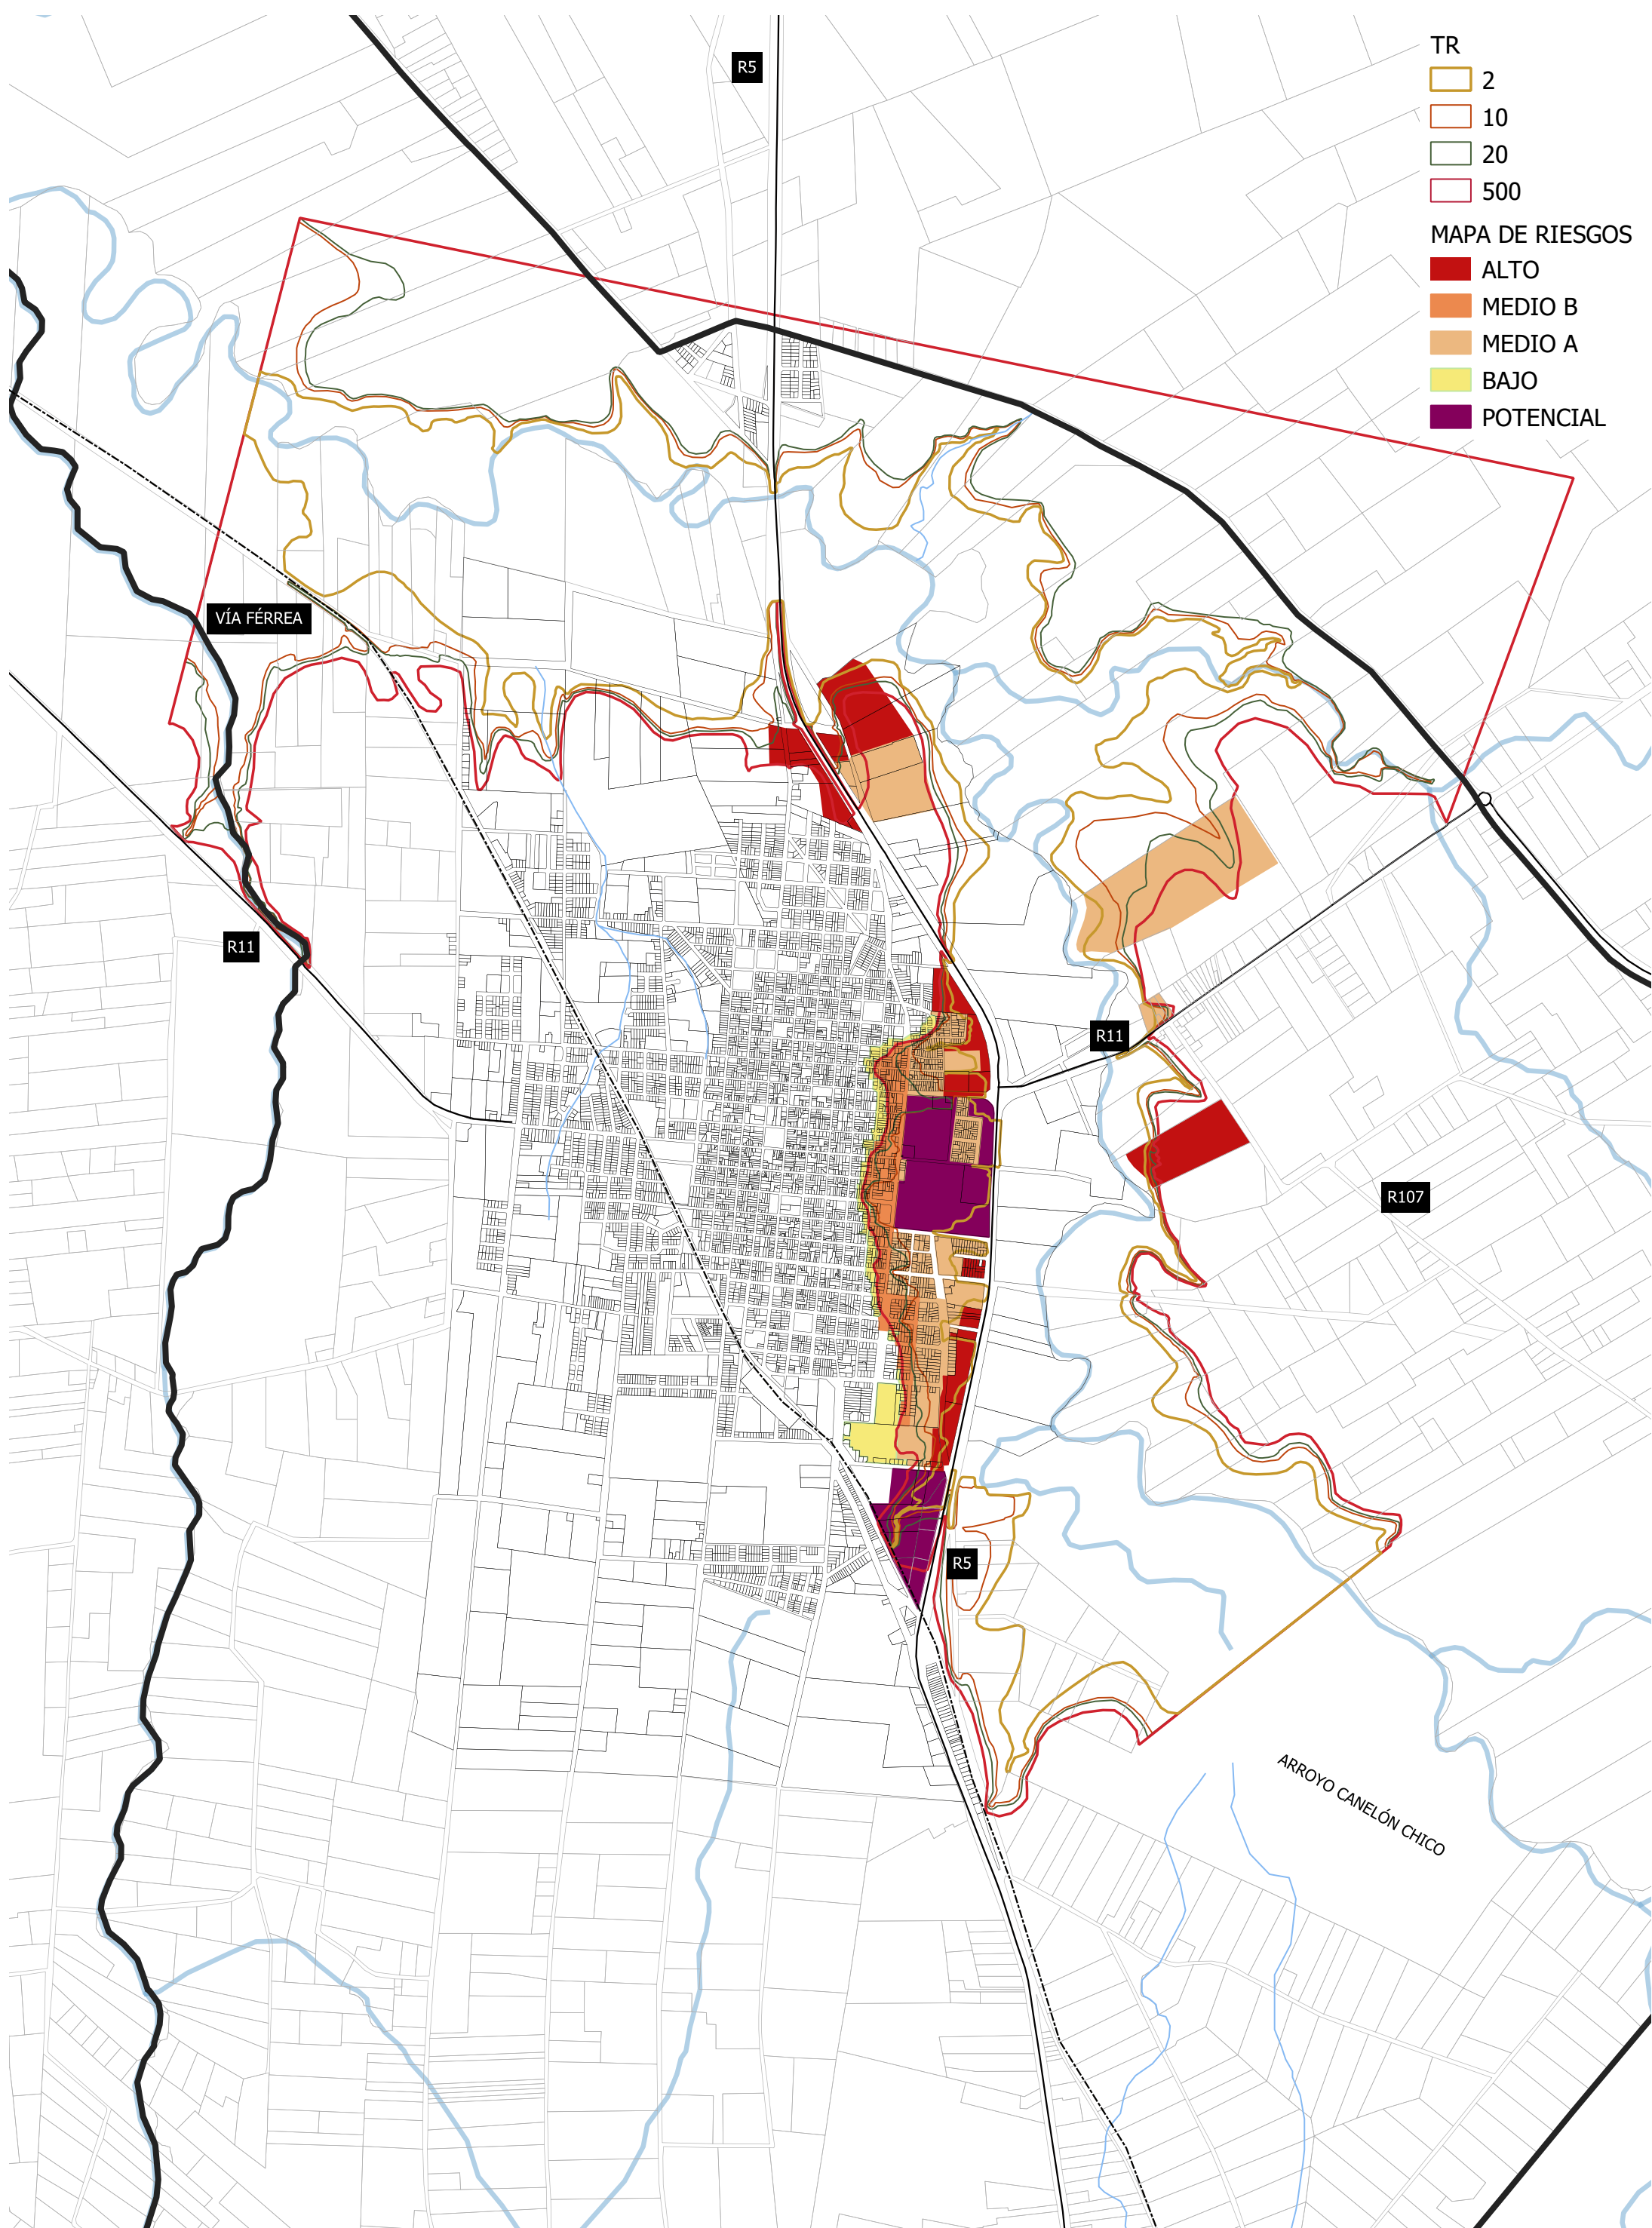 R5
TR
2
10
20
500
MAPA DE RIESGOS
ALTO
MEDIO B
MEDIO A
BAJO
POTENCIAL
VÍA FÉRREA
R11
R11
R107
R5
ARROYO CANELÓN CHICO